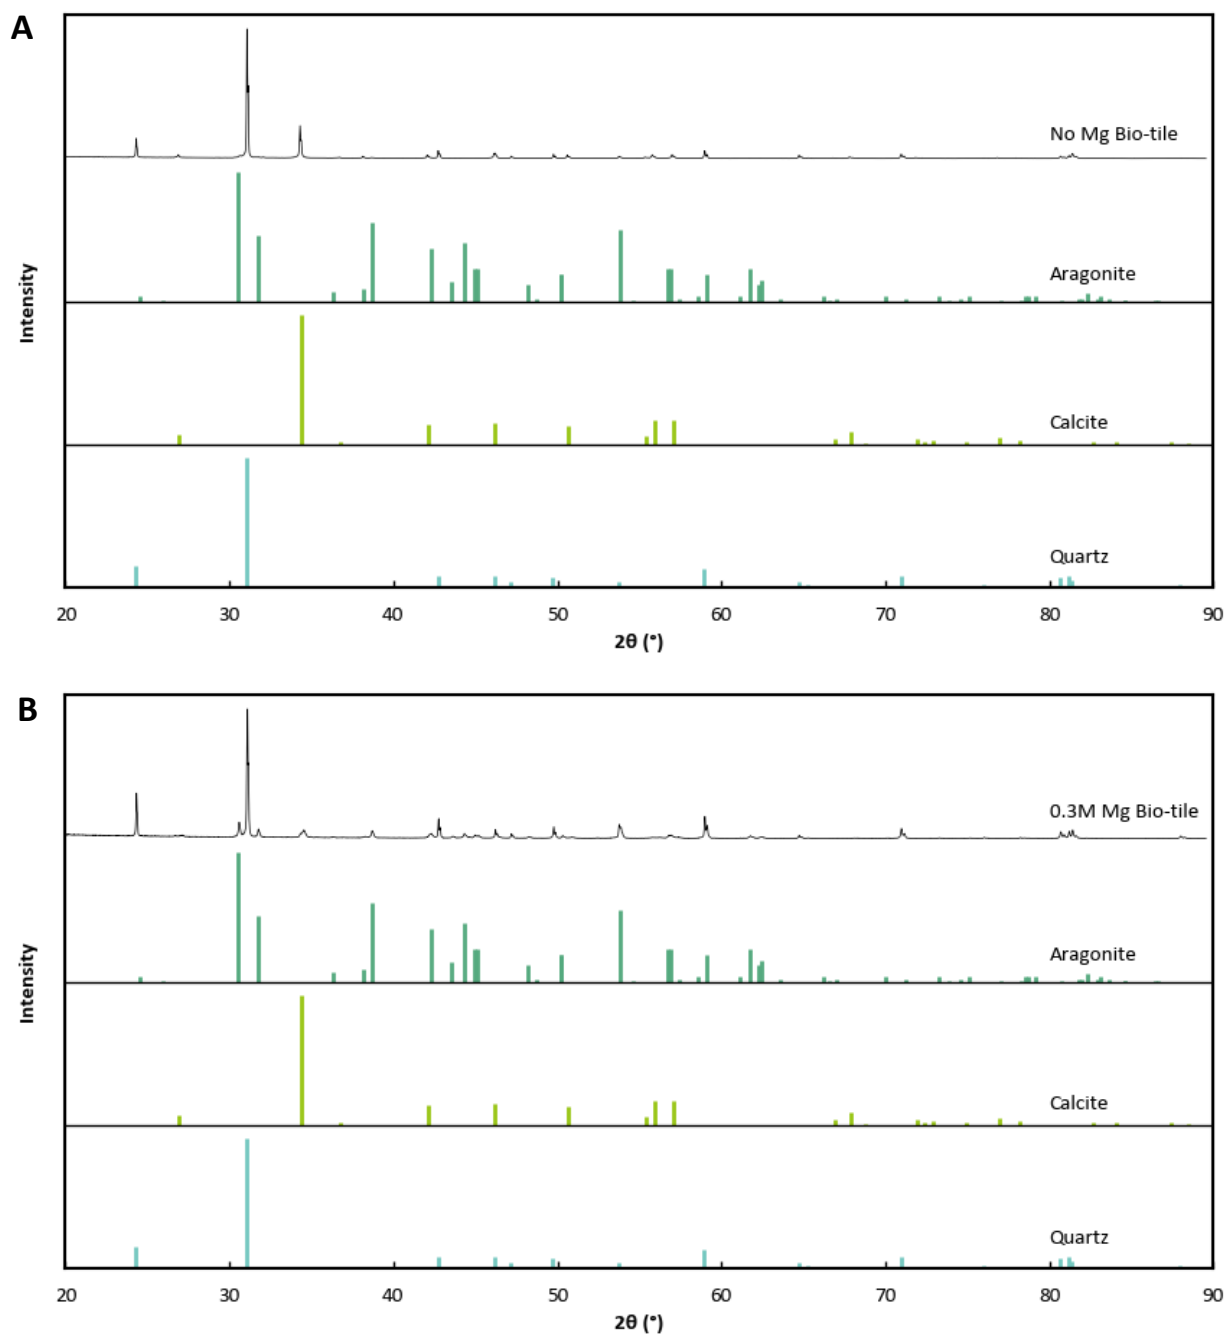 A
No Mg Bio-tile
Aragonite
Intensity
Calcite
Quartz
20 30 40 50 60 70 80 90
2θ (°)
B
0.3M Mg Bio-tile
Aragonite
Intensity
Calcite
Quartz
20 30 40 50 60 70 80 90
2θ (°)